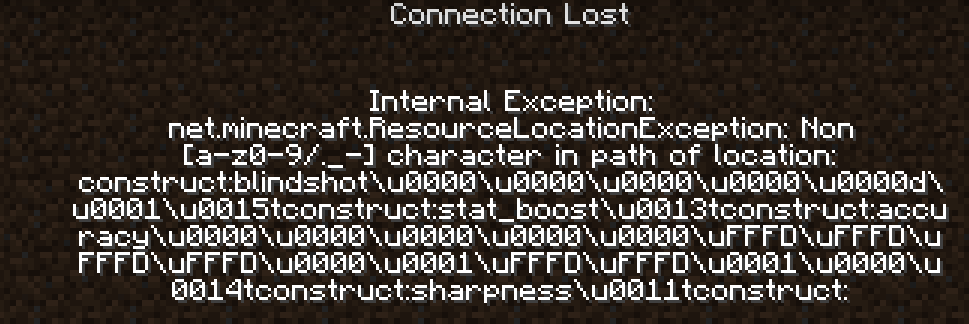 Connection Lost
Internal Exception:
net.minecraft.ResourceLocationException: Non
[a-z0-9/._-] character in path of location:
construct:blindshot\u0000\u0000\u0000\u0000\u0000d\
u0001\u0015tconstruct:stat_boost\u0013tconstruct:accu
racy\u0000\u0000\u0000\u0000\u0000\uFFFD\uFFFD\u
FFFD\uFFFD\u0000\u0001\uFFFD\uFFFD\u0001\u0000\u
0014tconstruct:sharpness\u0011tconstruct: